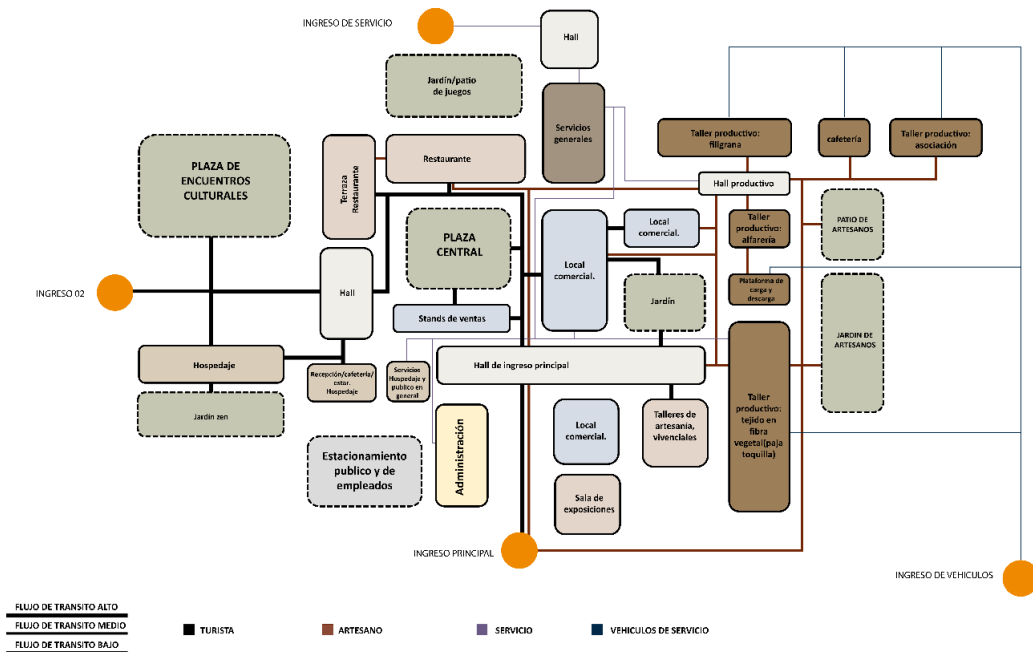 INGRESO DE SERVICIO
Hall
Jardín/patio
de juegos
Servicios
generales
Taller productivo:
filigrana
cafetería
Taller productivo:
asociación
PLAZA DE
ENCUENTROS
CULTURALES
Terraza
Restaurante
Restaurante
Hall productivo
PLAZA
CENTRAL
Local
comercial.
Local
comercial.
Taller
productivo:
alfarería
PATIO DE
ARTESANOS
INGRESO 02
Hall
Stands de ventas
Jardín
Plataforma de
carga y
descarga
JARDIN DE
ARTESANOS
Hospedaje
Recepción/cafetería/
estar.
Hospedaje
Servicios
Hospedaje y
publico en
general
Hall de ingreso principal
Jardín zen
Taller
productivo:
tejido en
fibra
vegetal(paja
toquilla)
Estacionamiento
publico y de
empleados
Administración
Local
comercial.
Talleres de
artesanía,
vivenciales
Sala de
exposiciones
INGRESO PRINCIPAL
INGRESO DE VEHICULOS
FLUJO DE TRANSITO ALTO
FLUJO DE TRANSITO MEDIO
FLUJO DE TRANSITO BAJO
TURISTA
ARTESANO
SERVICIO
VEHICULOS DE SERVICIO